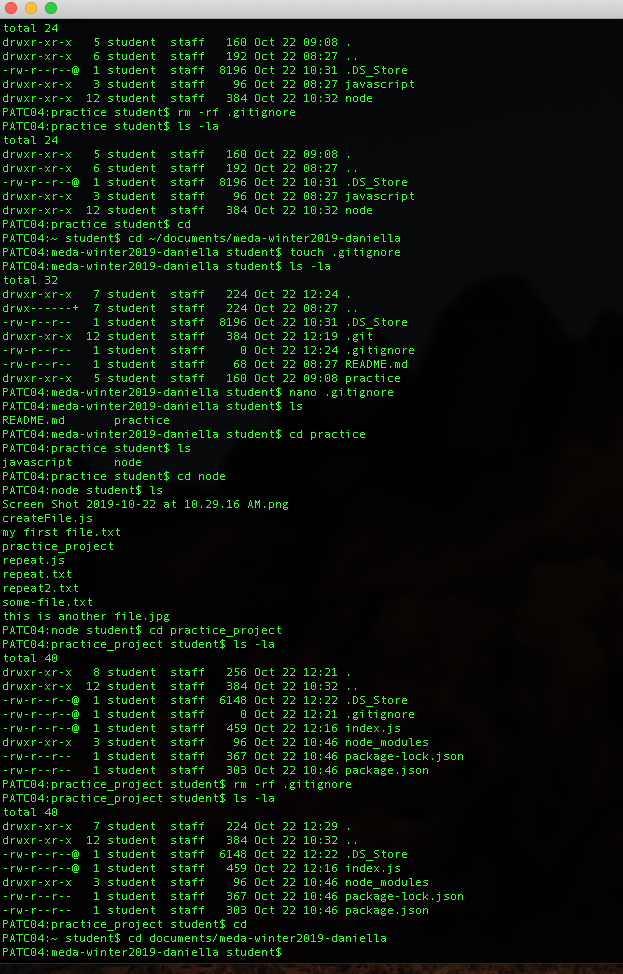 total 24
drwxr-xr-x   5 student  staff   160 Oct 22 09:08 .
drwxr-xr-x   6 student  staff   192 Oct 22 08:27 ..
-rw-r--r--@  1 student  staff  8196 Oct 22 10:31 .DS_Store
drwxr-xr-x   3 student  staff    96 Oct 22 08:27 javascript
drwxr-xr-x  12 student  staff   384 Oct 22 10:32 node
PATC04:practice student$ rm -rf .gitignore
PATC04:practice student$ ls -la
total 24
drwxr-xr-x   5 student  staff   160 Oct 22 09:08 .
drwxr-xr-x   6 student  staff   192 Oct 22 08:27 ..
-rw-r--r--@  1 student  staff  8196 Oct 22 10:31 .DS_Store
drwxr-xr-x   3 student  staff    96 Oct 22 08:27 javascript
drwxr-xr-x  12 student  staff   384 Oct 22 10:32 node
PATC04:practice student$ cd
PATC04:~ student$ cd ~/documents/meda-winter2019-daniella
PATC04:meda-winter2019-daniella student$ touch .gitignore
PATC04:meda-winter2019-daniella student$ ls -la
total 32
drwxr-xr-x   7 student  staff   224 Oct 22 12:24 .
drwx------+  7 student  staff   224 Oct 22 08:27 ..
-rw-r--r--   1 student  staff  8196 Oct 22 10:31 .DS_Store
drwxr-xr-x  12 student  staff   384 Oct 22 12:19 .git
-rw-r--r--   1 student  staff     0 Oct 22 12:24 .gitignore
-rw-r--r--   1 student  staff    68 Oct 22 08:27 README.md
drwxr-xr-x   5 student  staff   160 Oct 22 09:08 practice
PATC04:meda-winter2019-daniella student$ nano .gitignore
PATC04:meda-winter2019-daniella student$ ls
README.md       practice
PATC04:meda-winter2019-daniella student$ cd practice
PATC04:practice student$ ls
javascript      node
PATC04:practice student$ cd node
PATC04:node student$ ls
Screen Shot 2019-10-22 at 10.29.16 AM.png
createFile.js
my first file.txt
practice_project
repeat.js
repeat.txt
repeat2.txt
some-file.txt
this is another file.jpg
PATC04:node student$ cd practice_project
PATC04:practice_project student$ ls -la
total 40
drwxr-xr-x   8 student  staff   256 Oct 22 12:21 .
drwxr-xr-x  12 student  staff   384 Oct 22 10:32 ..
-rw-r--r--@  1 student  staff  6148 Oct 22 12:22 .DS_Store
-rw-r--r--@  1 student  staff     0 Oct 22 12:21 .gitignore
-rw-r--r--@  1 student  staff   459 Oct 22 12:16 index.js
drwxr-xr-x   3 student  staff    96 Oct 22 10:46 node_modules
-rw-r--r--   1 student  staff   367 Oct 22 10:46 package-lock.json
-rw-r--r--   1 student  staff   303 Oct 22 10:46 package.json
PATC04:practice_project student$ rm -rf .gitignore
PATC04:practice_project student$ ls -la
total 40
drwxr-xr-x   7 student  staff   224 Oct 22 12:29 .
drwxr-xr-x  12 student  staff   384 Oct 22 10:32 ..
-rw-r--r--@  1 student  staff  6148 Oct 22 12:22 .DS_Store
-rw-r--r--@  1 student  staff   459 Oct 22 12:16 index.js
drwxr-xr-x   3 student  staff    96 Oct 22 10:46 node_modules
-rw-r--r--   1 student  staff   367 Oct 22 10:46 package-lock.json
-rw-r--r--   1 student  staff   303 Oct 22 10:46 package.json
PATC04:practice_project student$ cd
PATC04:~ student$ cd documents/meda-winter2019-daniella
PATC04:meda-winter2019-daniella student$